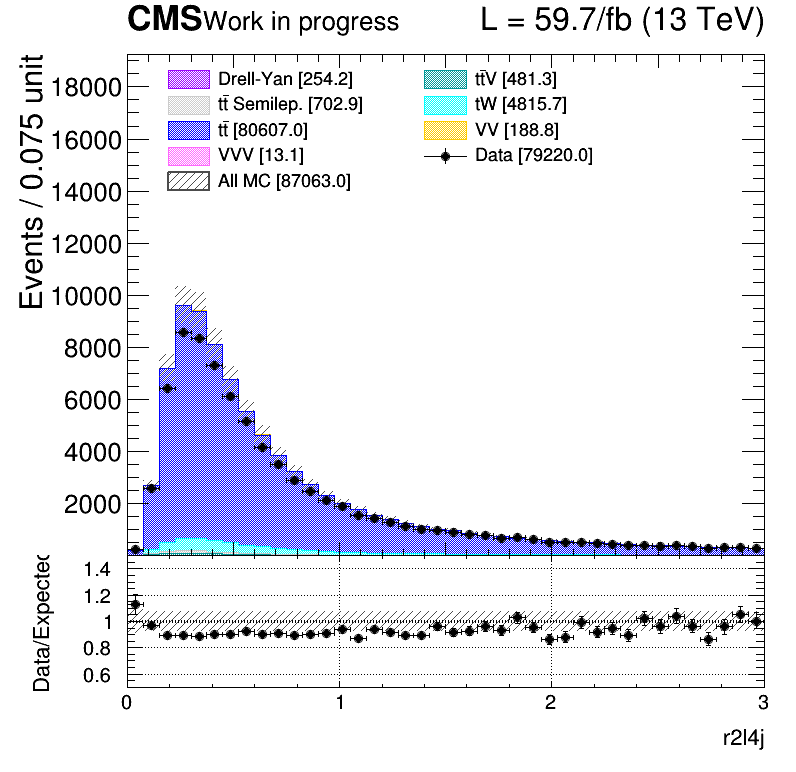 CMS Work in progress L = 59.7/fb (13 TeV)
Events / 0.075 unit
18000
16000
14000
12000
10000
8000
6000
4000
2000
Drell-Yan [254.2]
tt̄ Semilep. [702.9]
tt̄ [80607.0]
VVV [13.1]
All MC [87063.0]
tt̄V [481.3]
tW [4815.7]
VV [188.8]
Data [79220.0]
Data/Expected
1.4
1.2
1
0.8
0.6
0 1 2 3
r2l4j